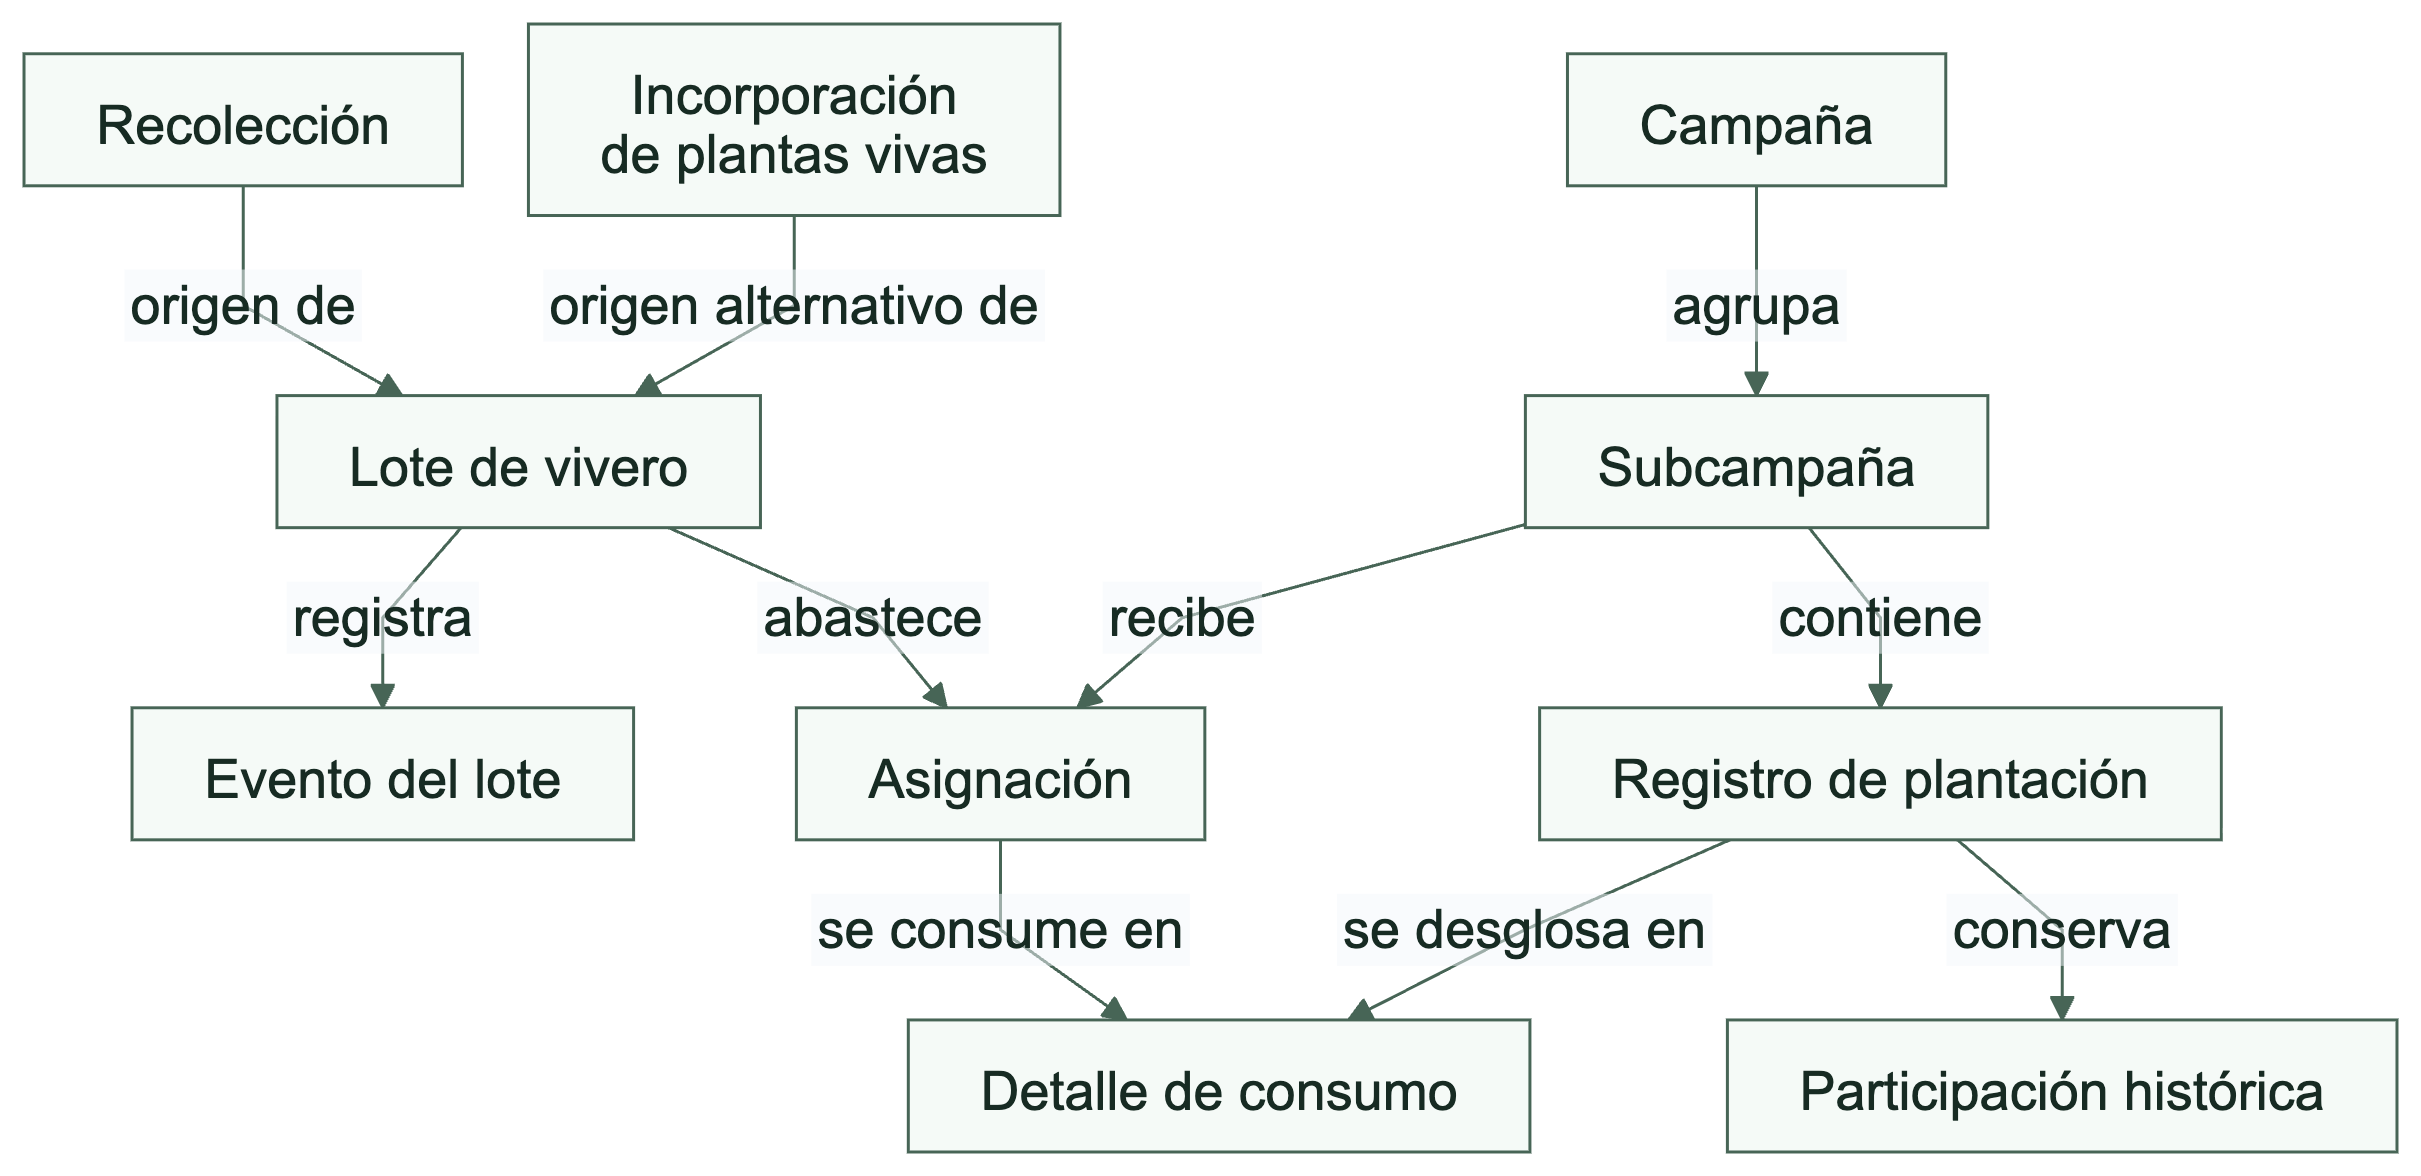 Recolección
Incorporación
de plantas vivas
Campaña
origen de
origen alternativo de
agrupa
Lote de vivero
Subcampaña
registra
abastece
recibe
contiene
Evento del lote
Asignación
Registro de plantación
se consume en
se desglosa en
conserva
Detalle de consumo
Participación histórica